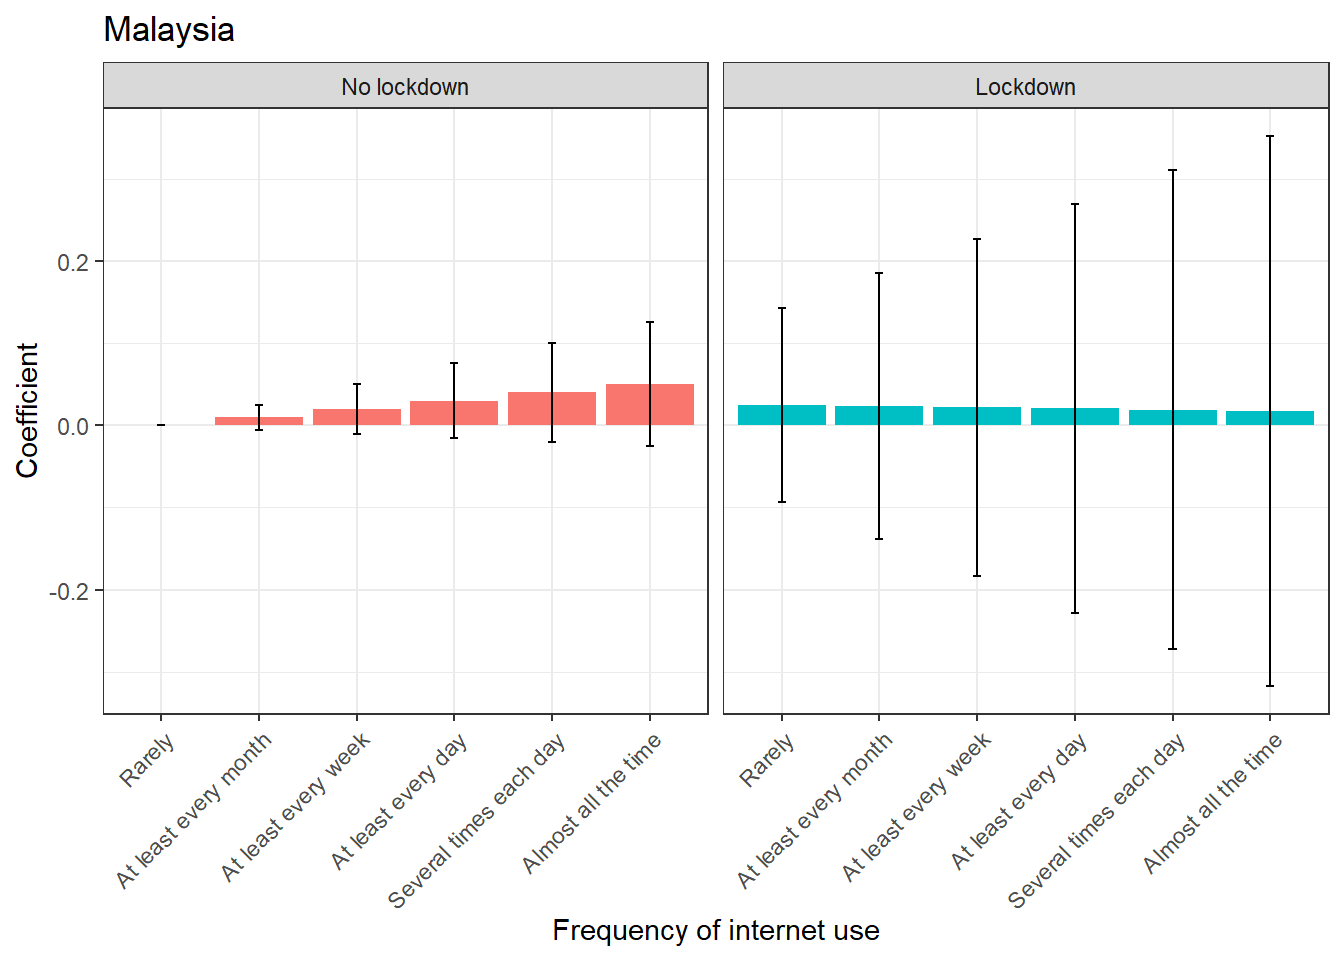 Malaysia
No lockdown
Lockdown
Coefficient
0.2
0.0
-0.2
Rarely
At least every month
At least every week
At least every day
Several times each day
Almost all the time
Rarely
At least every month
At least every week
At least every day
Several times each day
Almost all the time
Frequency of internet use